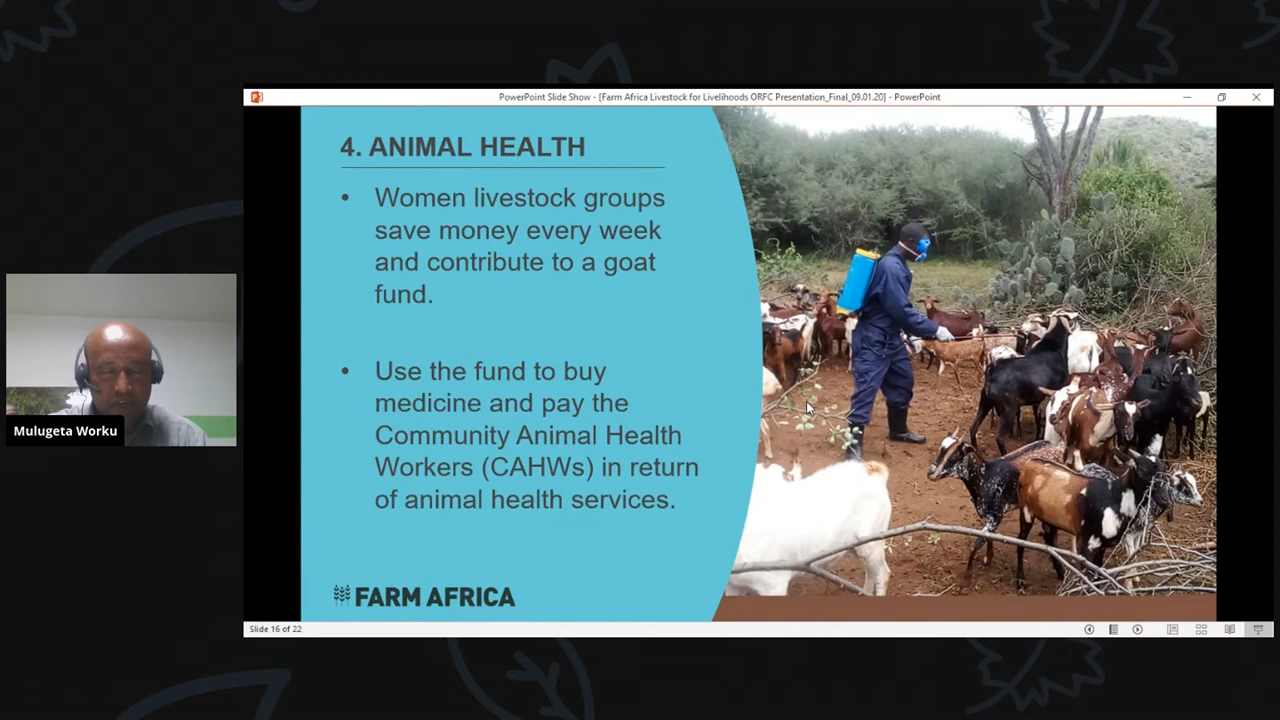 PowerPoint Slide Show - [Farm Africa Livestock for Livelihoods ORFC Presentation_Final_09.01.20] - PowerPoint
4. ANIMAL HEALTH
• Women livestock groups
save money every week
and contribute to a goat
fund.
• Use the fund to buy
medicine and pay the
Community Animal Health
Workers (CAHWs) in return
of animal health services.
FARM AFRICA
Slide 16 of 22
Mulugeta Worku